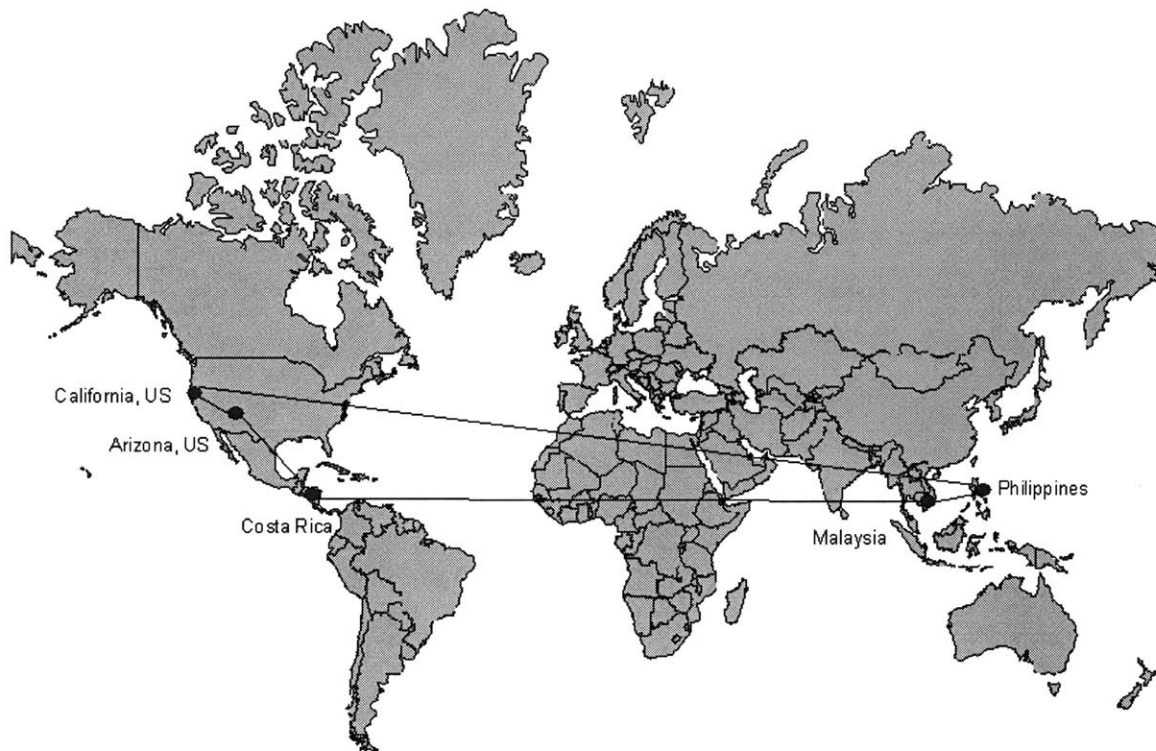 California, US
Arizona, US
Costa Rica
Malaysia
Philippines